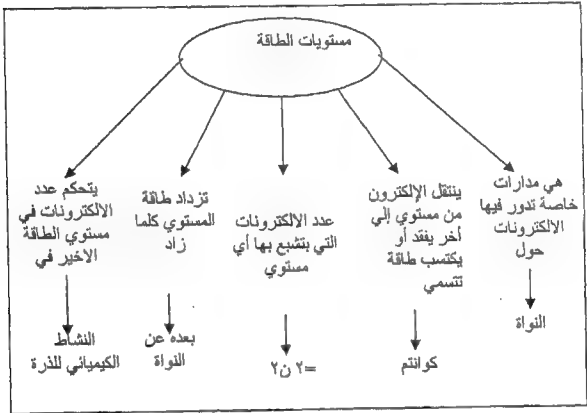 مستويات الطاقة
هي مدارات
خاصة تدور فيها
الالكترونات
حول
النواة
ينتقل الإلكترون
من مستوي إلي
أخر يفقد أو
يكتسب طاقة
تتسمي
كوانتم
عدد الالكترونات
التي يتشبع بها أي
مستوي
=٢ ن٢
تزداد طاقة
المستوي كلما
زاد
بعده عن
النواة
يتحكم عدد
الالكترونات في
مستوي الطاقة
الاخير في
النشاط
الكيميائي للذرة